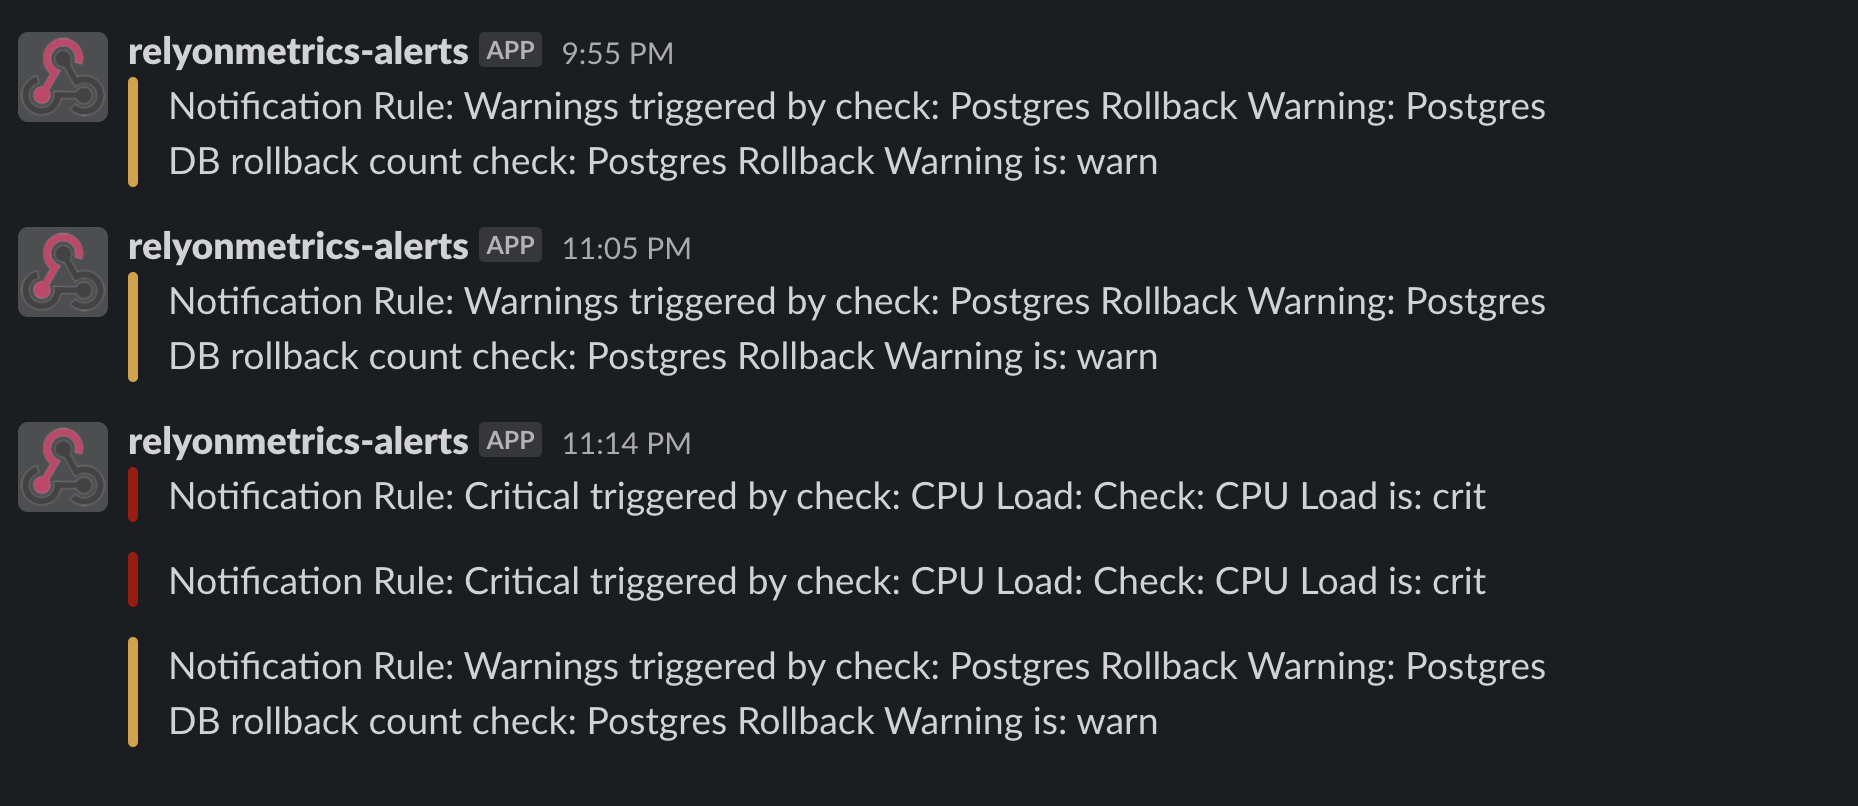 relyonmetrics-alerts APP 9:55 PM
Notification Rule: Warnings triggered by check: Postgres Rollback Warning: Postgres
DB rollback count check: Postgres Rollback Warning is: warn
relyonmetrics-alerts APP 11:05 PM
Notification Rule: Warnings triggered by check: Postgres Rollback Warning: Postgres
DB rollback count check: Postgres Rollback Warning is: warn
relyonmetrics-alerts APP 11:14 PM
Notification Rule: Critical triggered by check: CPU Load: Check: CPU Load is: crit
Notification Rule: Critical triggered by check: CPU Load: Check: CPU Load is: crit
Notification Rule: Warnings triggered by check: Postgres Rollback Warning: Postgres
DB rollback count check: Postgres Rollback Warning is: warn